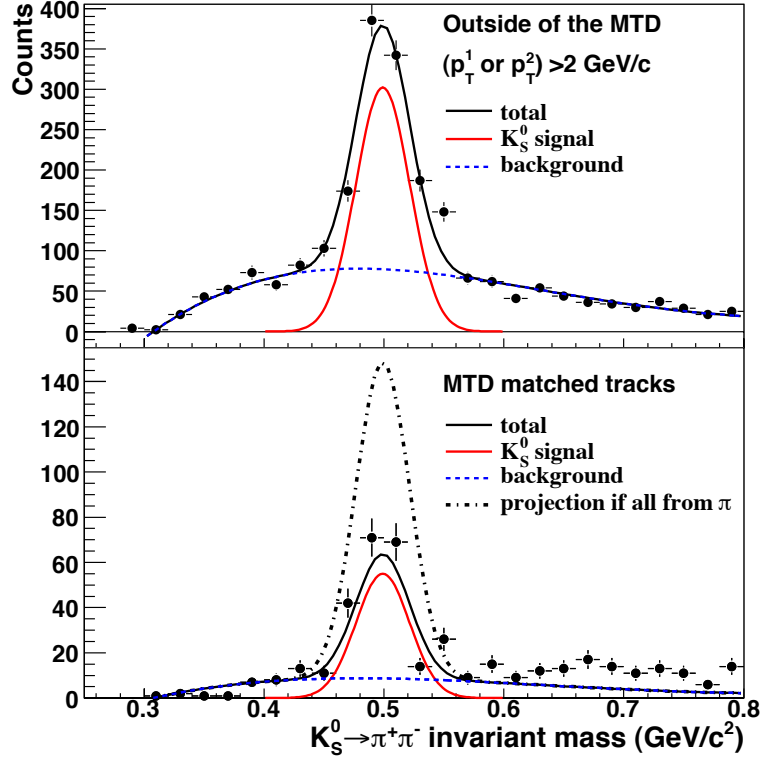 Counts
400
350
300
250
200
150
100
50
0
Outside of the MTD
(p_T^1 or p_T^2) >2 GeV/c
total
K_S^0 signal
background
140
120
100
80
60
40
20
0
MTD matched tracks
total
K_S^0 signal
background
projection if all from π
0.3 0.4 0.5 0.6 0.7 0.8
K_S^0→π⁺π⁻ invariant mass (GeV/c²)